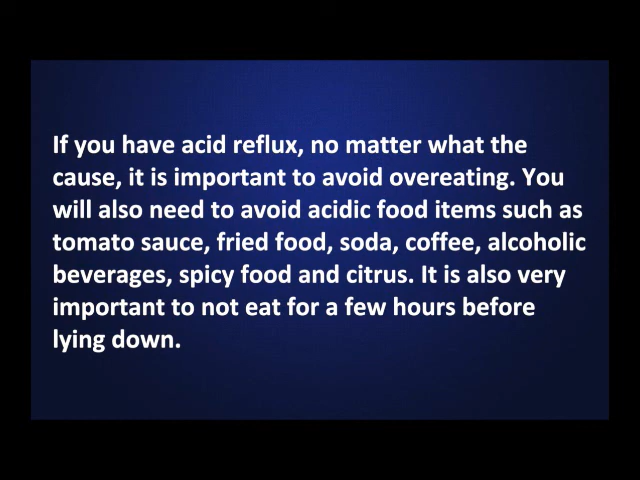 If you have acid reflux, no matter what the
cause, it is important to avoid overeating. You
will also need to avoid acidic food items such as
tomato sauce, fried food, soda, coffee, alcoholic
beverages, spicy food and citrus. It is also very
important to not eat for a few hours before
lying down.